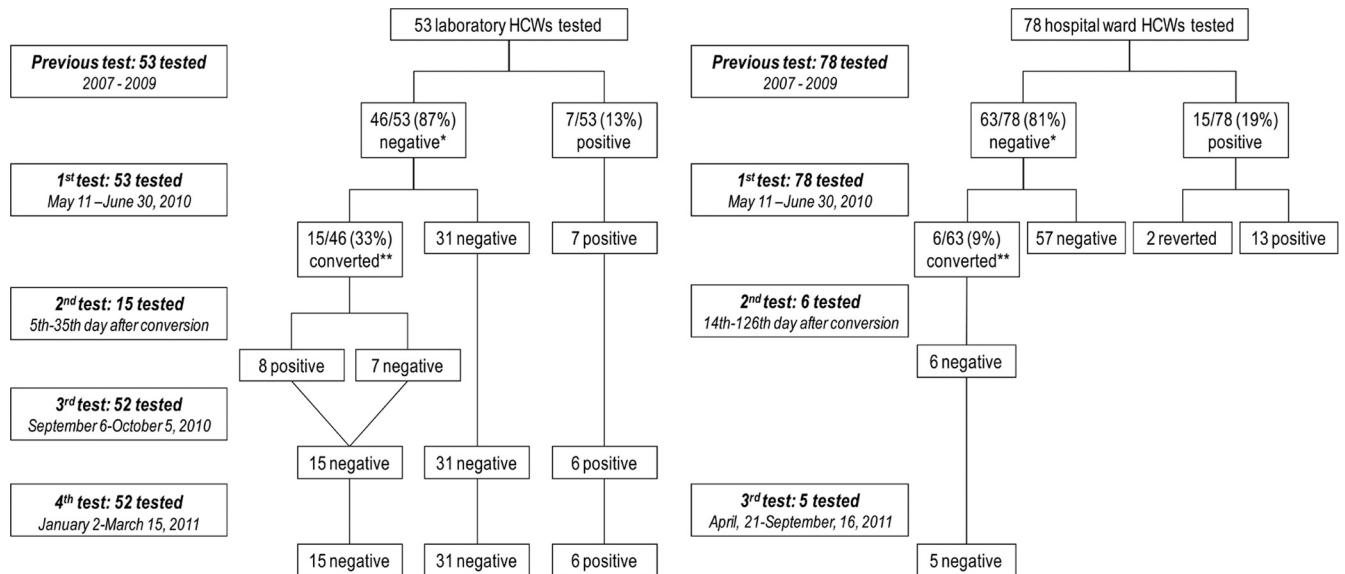 53 laboratory HCWs tested
Previous test: 53 tested
2007 - 2009
46/53 (87%)
negative*
7/53 (13%)
positive
1st test: 53 tested
May 11 –June 30, 2010
15/46 (33%)
converted**
31 negative
7 positive
2nd test: 15 tested
5th-35th day after conversion
8 positive
7 negative
3rd test: 52 tested
September 6-October 5, 2010
15 negative
31 negative
6 positive
4th test: 52 tested
January 2-March 15, 2011
15 negative
31 negative
6 positive
78 hospital ward HCWs tested
Previous test: 78 tested
2007 - 2009
63/78 (81%)
negative*
15/78 (19%)
positive
1st test: 78 tested
May 11 –June 30, 2010
6/63 (9%)
converted**
57 negative
2 reverted
13 positive
2nd test: 6 tested
14th-126th day after conversion
6 negative
3rd test: 5 tested
April, 21-September, 16, 2011
5 negative